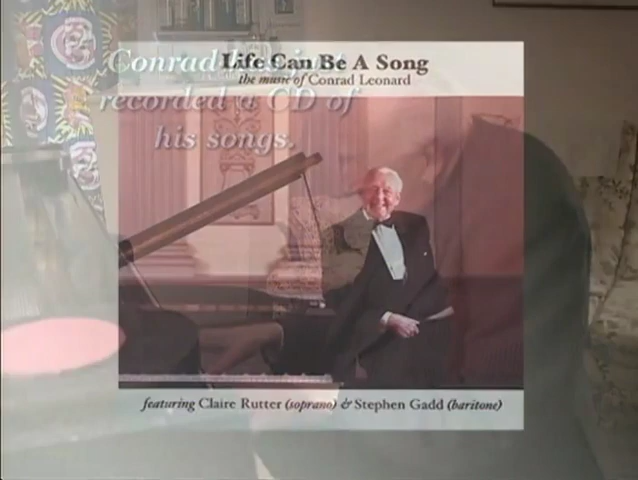 Life Can Be A Song
the music of Conrad Leonard
Conrad
recorded a CD of
his songs.
featuring Claire Rutter (soprano) & Stephen Gadd (baritone)